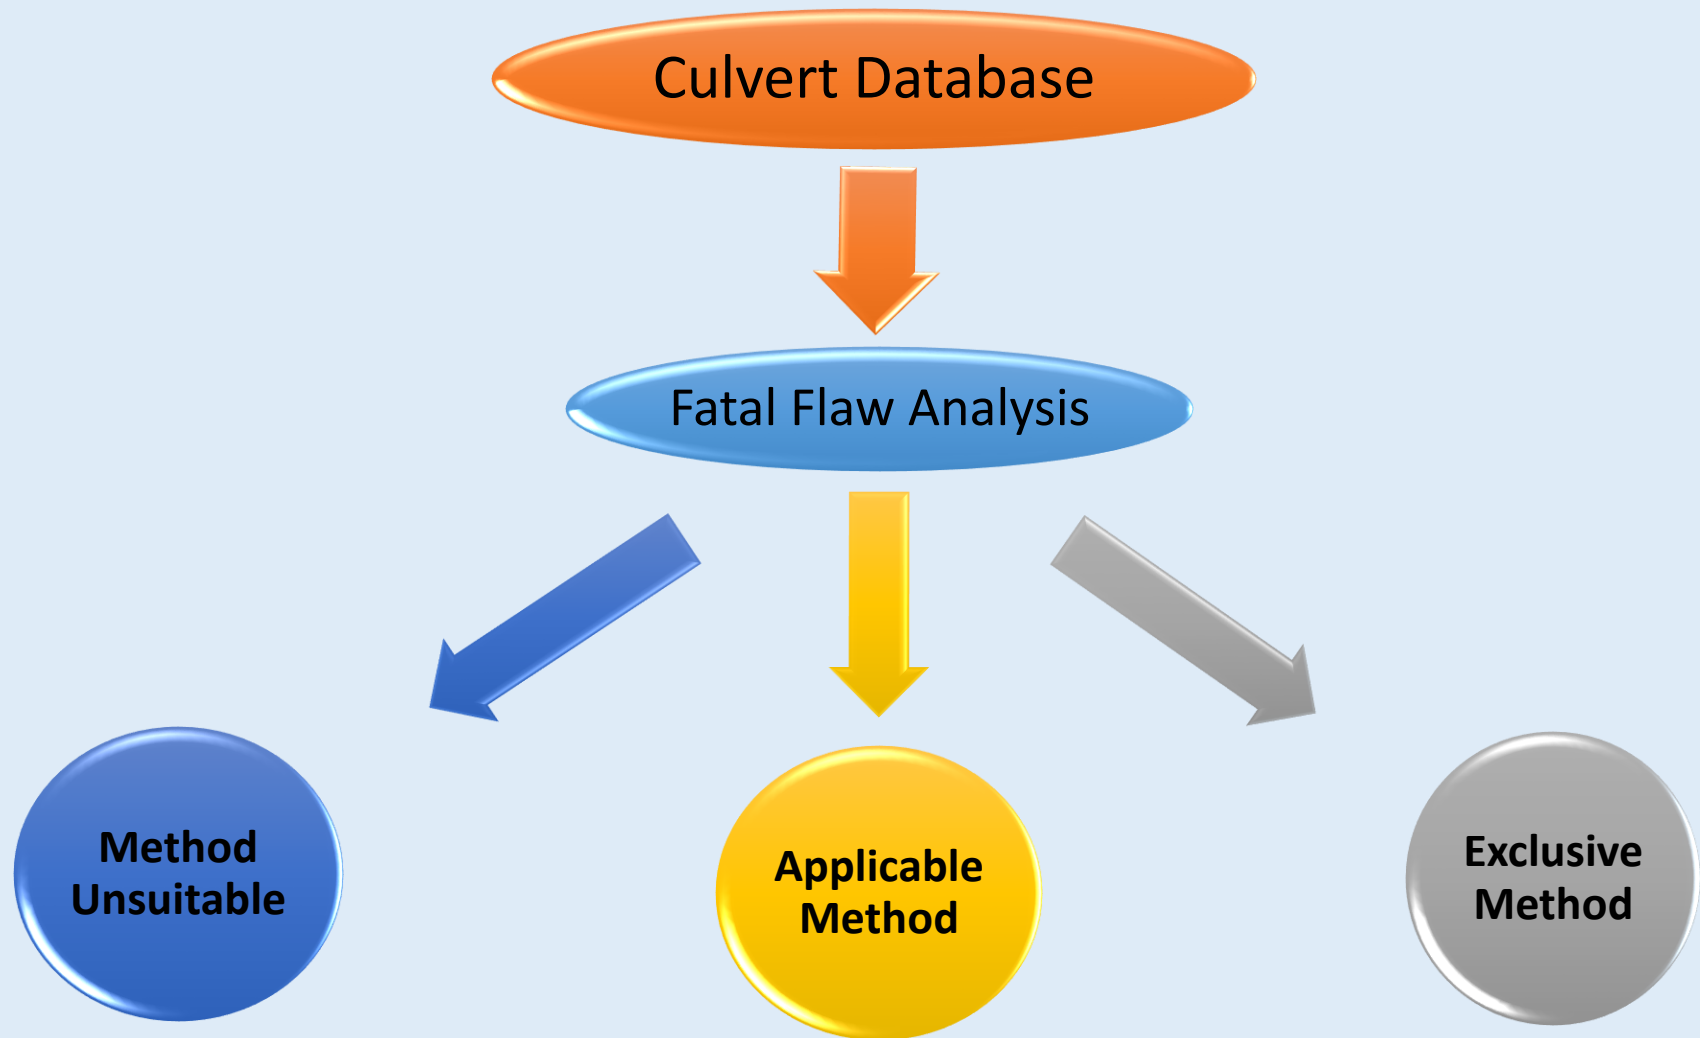 Culvert Database
Fatal Flaw Analysis
Method
Unsuitable
Applicable
Method
Exclusive
Method